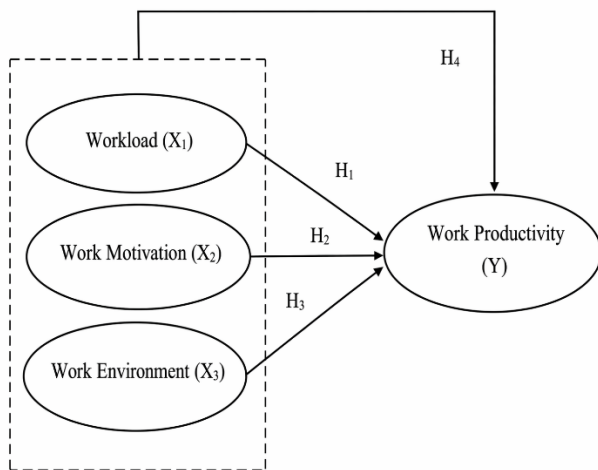 H₄
Workload (X₁)
H₁
Work Motivation (X₂)
H₂
Work Productivity
(Y)
H₃
Work Environment (X₃)